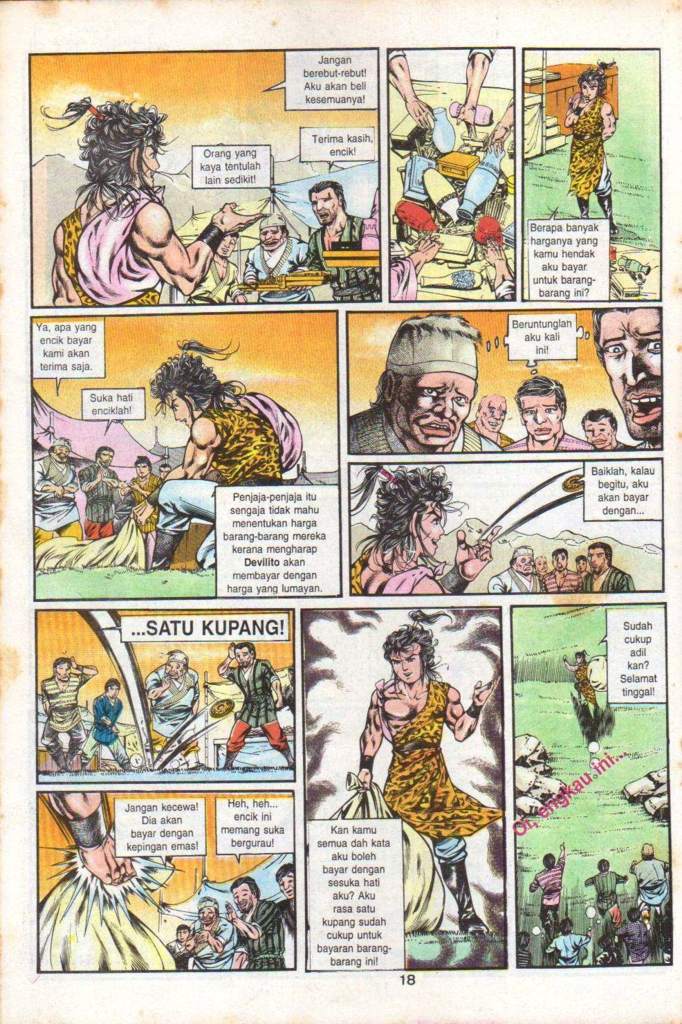 Jangan
berebut-rebut!
Aku akan beli
kesemuanya!
Orang yang
kaya tentulah
lain sedikit!
Terima kasih,
encik!
Berapa banyak
harganya yang
kamu hendak
aku bayar
untuk barang-
barang ini?
Ya, apa yang
encik bayar
kami akan
terima saja.
Suka hati
enciklah!
Penjaja-penjaja itu
sengaja tidak mahu
menentukan harga
barang-barang mereka
kerana mengharap
Devilito akan
membayar dengan
harga yang lumayan.
Beruntunglah
aku kali
ini!
Baiklah, kalau
begitu, aku
akan bayar
dengan...
...SATU KUPANG!
Jangan kecewa!
Dia akan
bayar dengan
kepingan emas!
Heh, heh...
encik ini
memang suka
bergurau!
Kan kamu
semua dah kata
aku boleh
bayar dengan
sesuka hati
aku? Aku
rasa satu
kupang sudah
cukup untuk
bayaran barang-
barang ini!
Sudah
cukup
adil
kan?
Selamat
tinggal!
Oi, engkau ini...
18